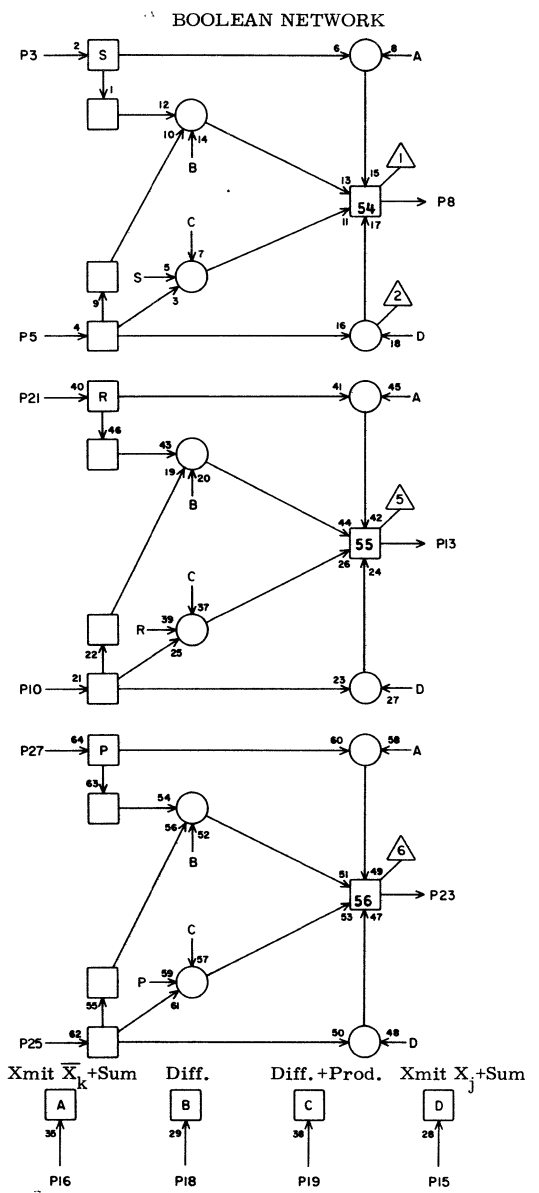 BOOLEAN NETWORK
P3 2 S 6 8 A
1
12
10 14
B
1
13 15
54 P8
11 17
C
7
S 5
3
9
2
P5 4 16 18 D
P21 40 R 41 45 A
46
43
19 20
B
5
44 42
55 P13
26 24
C
37
R 39
25
22
P10 21 23 27 D
P27 64 P 60 58 A
63
54
56 52
B
6
51 49
56 P23
53 47
C
57
P 59
61
55
P25 62 50 48 D
Xmit X̅k+Sum Diff. Diff.+Prod. Xmit Xj+Sum
A B C D
35 29 38 28
P16 P18 P19 P15